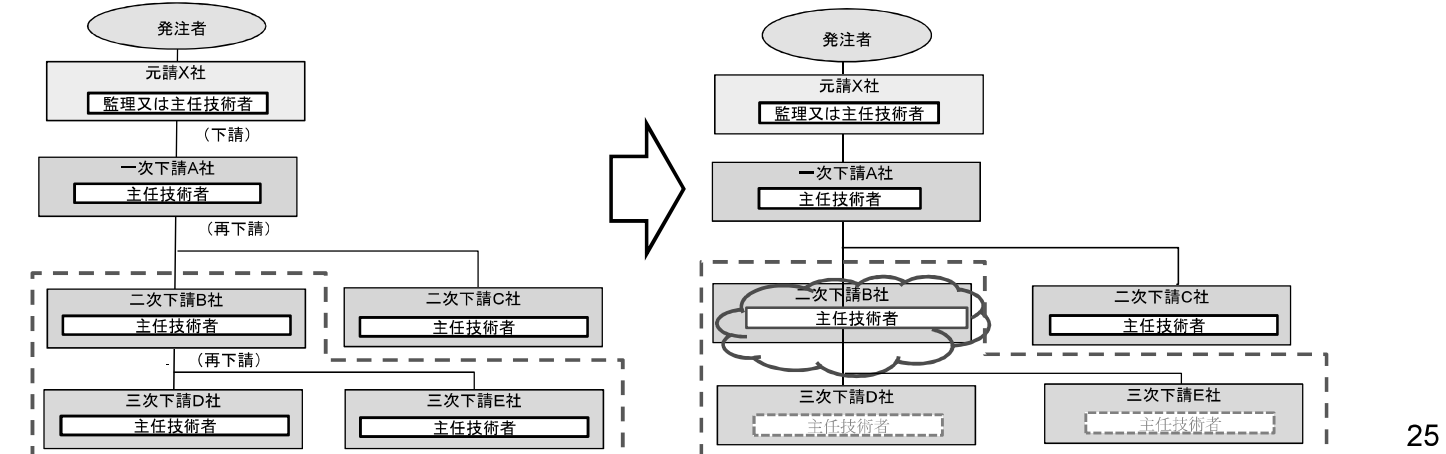 発注者
元請X社
監理又は主任技術者
（下請）
一次下請A社
主任技術者
（再下請）
二次下請B社
主任技術者
二次下請C社
主任技術者
（再下請）
三次下請D社
主任技術者
三次下請E社
主任技術者
発注者
元請X社
監理又は主任技術者
一次下請A社
主任技術者
二次下請B社
主任技術者
二次下請C社
主任技術者
三次下請D社
主任技術者
三次下請E社
主任技術者
25